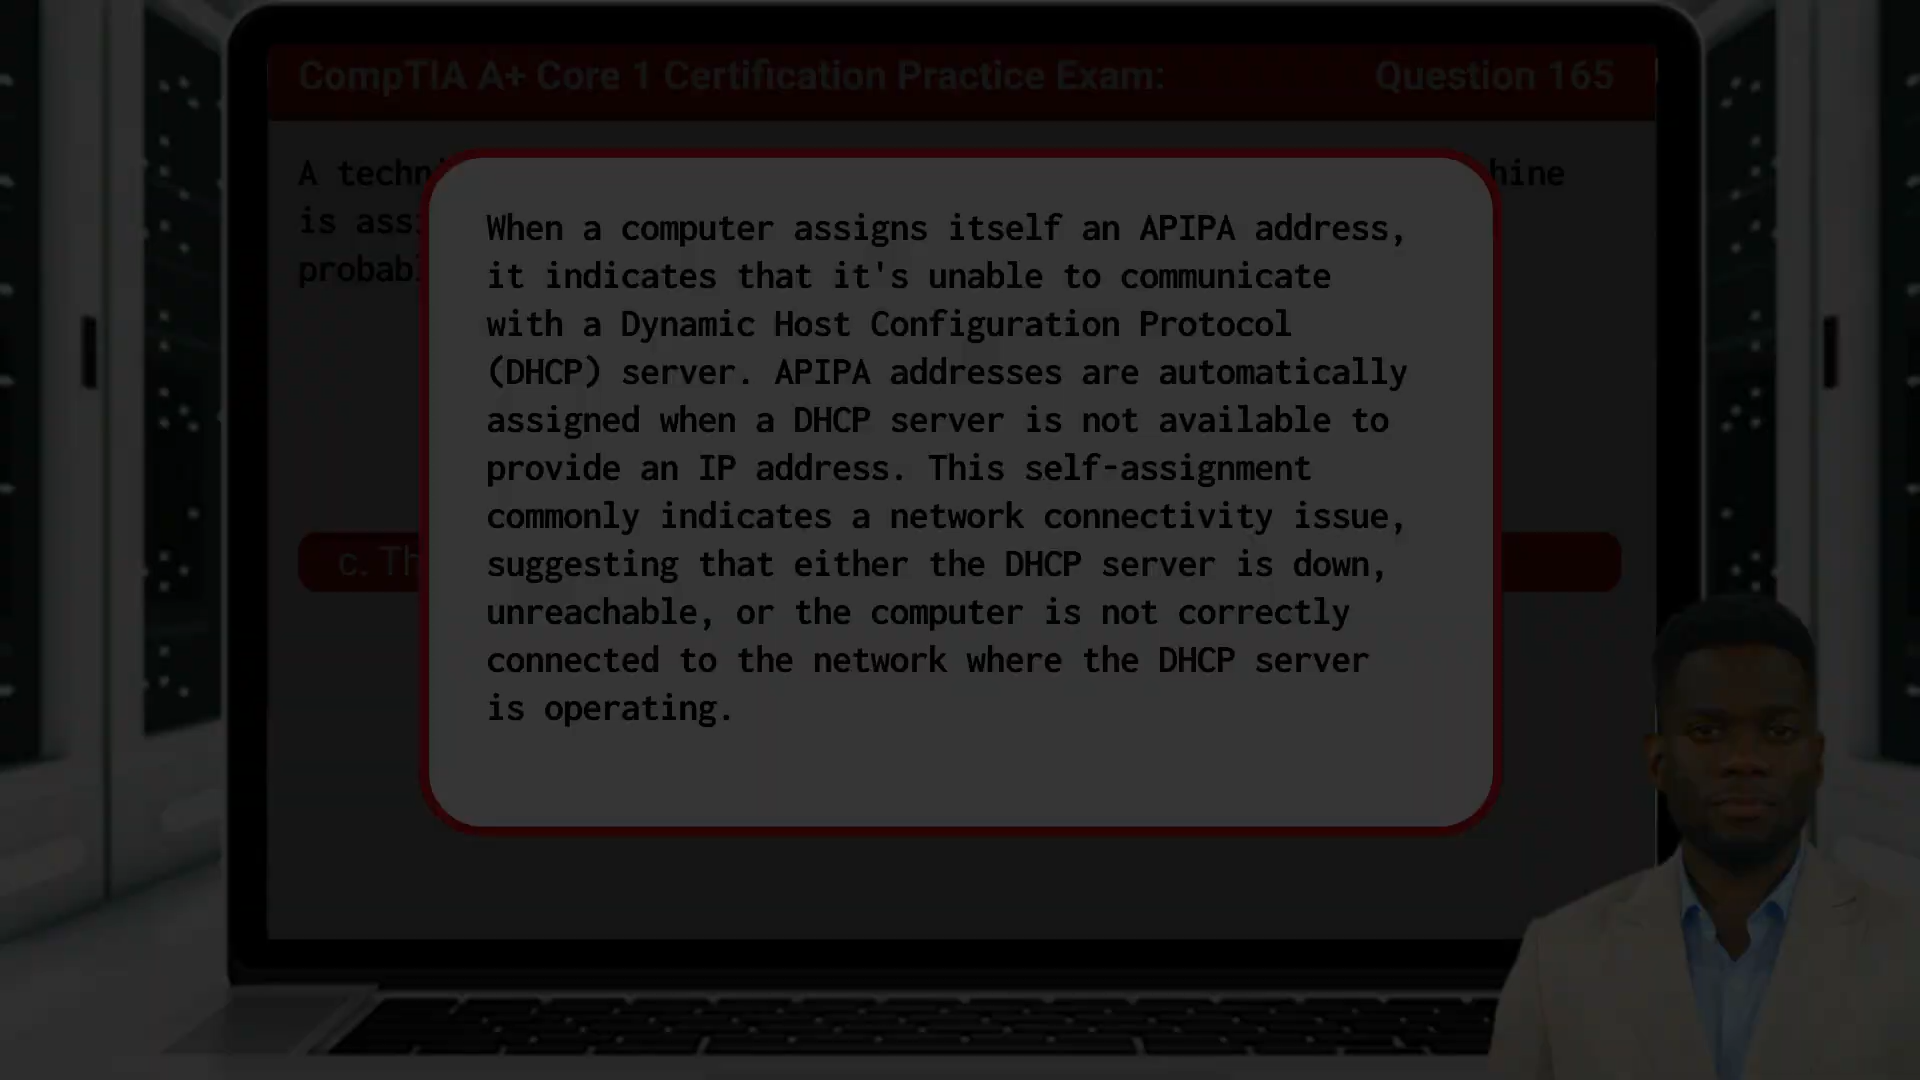 CompTIA A+ Core 1 Certification Practice Exam: Question 165
A techn hine
is ass
probabl
When a computer assigns itself an APIPA address,
it indicates that it's unable to communicate
with a Dynamic Host Configuration Protocol
(DHCP) server. APIPA addresses are automatically
assigned when a DHCP server is not available to
provide an IP address. This self-assignment
commonly indicates a network connectivity issue,
suggesting that either the DHCP server is down,
unreachable, or the computer is not correctly
connected to the network where the DHCP server
is operating.
c. Th